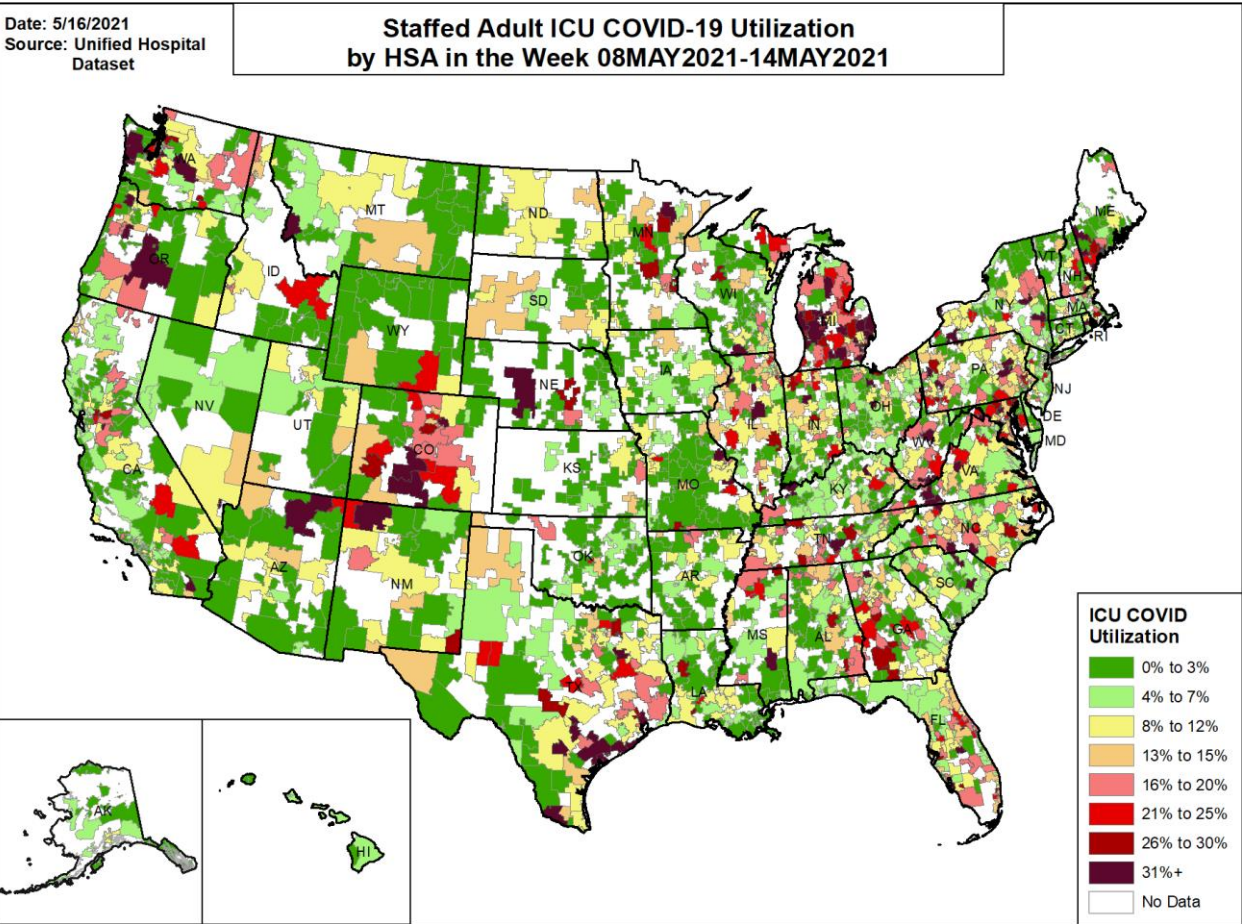 Date: 5/16/2021
Source: Unified Hospital
Dataset
Staffed Adult ICU COVID-19 Utilization
by HSA in the Week 08MAY2021-14MAY2021
WA
MT
ND
MN
ME
OR
ID
SD
WI
MI
VT
NH
NY
MA
CT
RI
WY
NE
IA
PA
NJ
NV
UT
CO
KS
MO
IL
IN
OH
WV
DE
MD
VA
CA
KY
AZ
NM
OK
AR
TN
NC
SC
TX
LA
MS
AL
GA
FL
AK
HI
ICU COVID
Utilization
0% to 3%
4% to 7%
8% to 12%
13% to 15%
16% to 20%
21% to 25%
26% to 30%
31%+
No Data